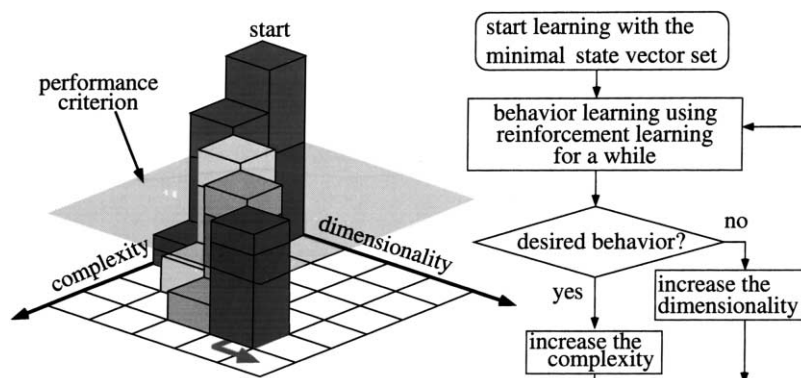 start
performance
criterion
complexity
dimensionality
start learning with the
minimal state vector set
behavior learning using
reinforcement learning
for a while
desired behavior?
no
yes
increase the
dimensionality
increase the
complexity